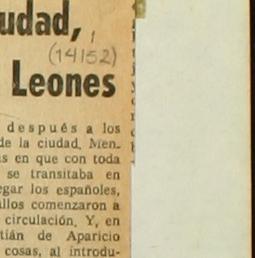 udad,
(14152)
Leones
después a los
de la ciudad. Men-
s en que con toda
se transitaba en
egar los españoles,
allos comenzaron a
circulación. Y, en
tián de Aparicio
cosas, al introdu-